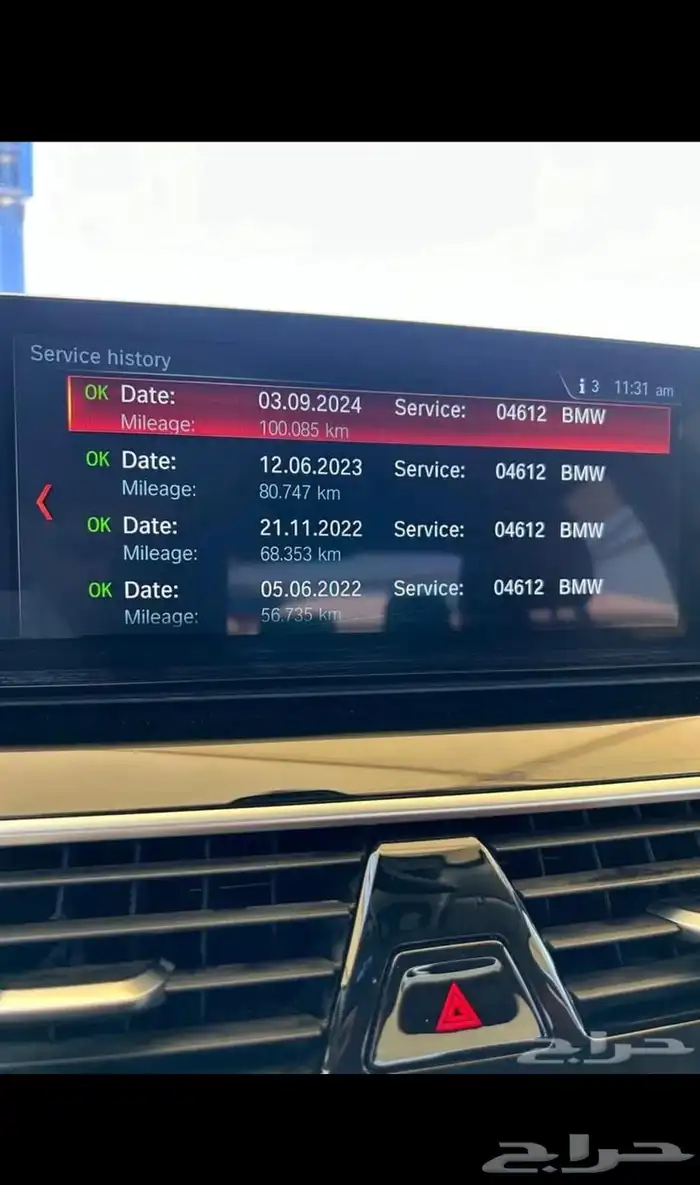 Service history
i 3 11:31 am
OK Date: 03.09.2024 Service: 04612 BMW
Mileage: 100.085 km
OK Date: 12.06.2023 Service: 04612 BMW
Mileage: 80.747 km
OK Date: 21.11.2022 Service: 04612 BMW
Mileage: 68.353 km
OK Date: 05.06.2022 Service: 04612 BMW
Mileage: 56.735 km
حراج
حراج